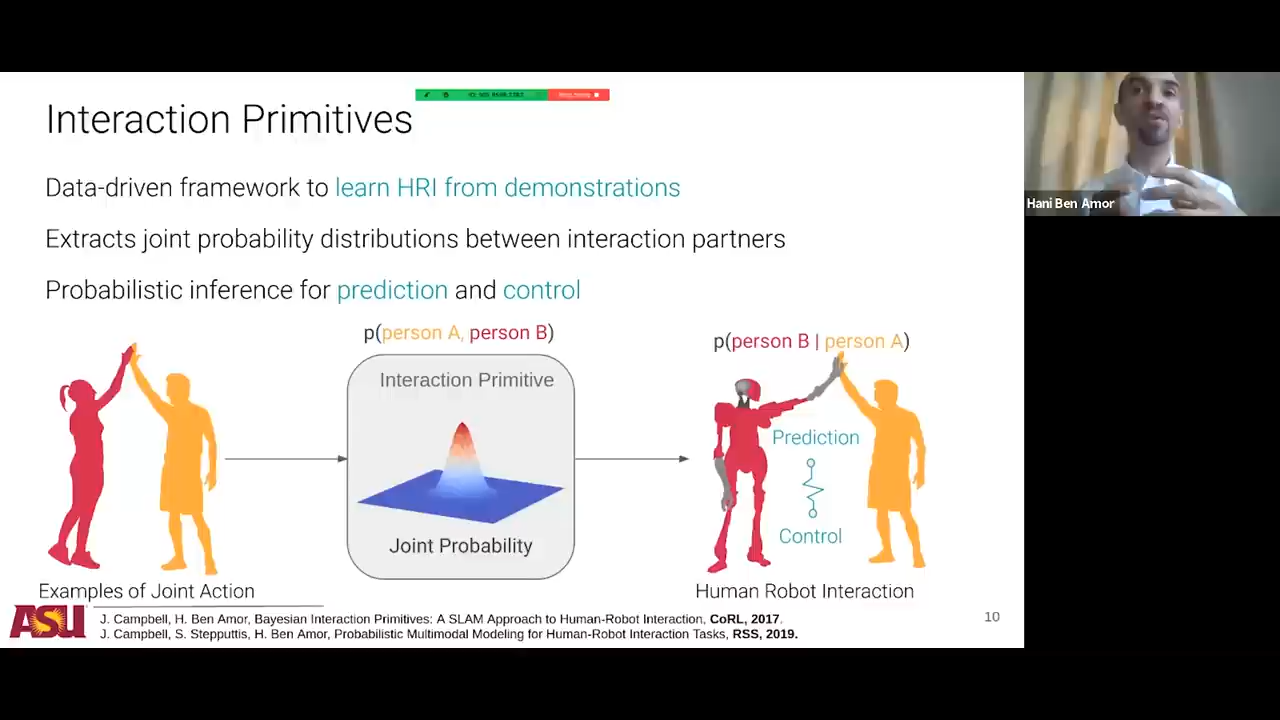 Interaction Primitives
Data-driven framework to learn HRI from demonstrations
Extracts joint probability distributions between interaction partners
Probabilistic inference for prediction and control
p(person A, person B)
Interaction Primitive
Joint Probability
p(person B | person A)
Prediction
Control
Examples of Joint Action
Human Robot Interaction
ASU
J. Campbell, H. Ben Amor, Bayesian Interaction Primitives: A SLAM Approach to Human-Robot Interaction, CoRL, 2017.
J. Campbell, S. Stepputtis, H. Ben Amor, Probabilistic Multimodal Modeling for Human-Robot Interaction Tasks, RSS, 2019.
10
Hani Ben Amor